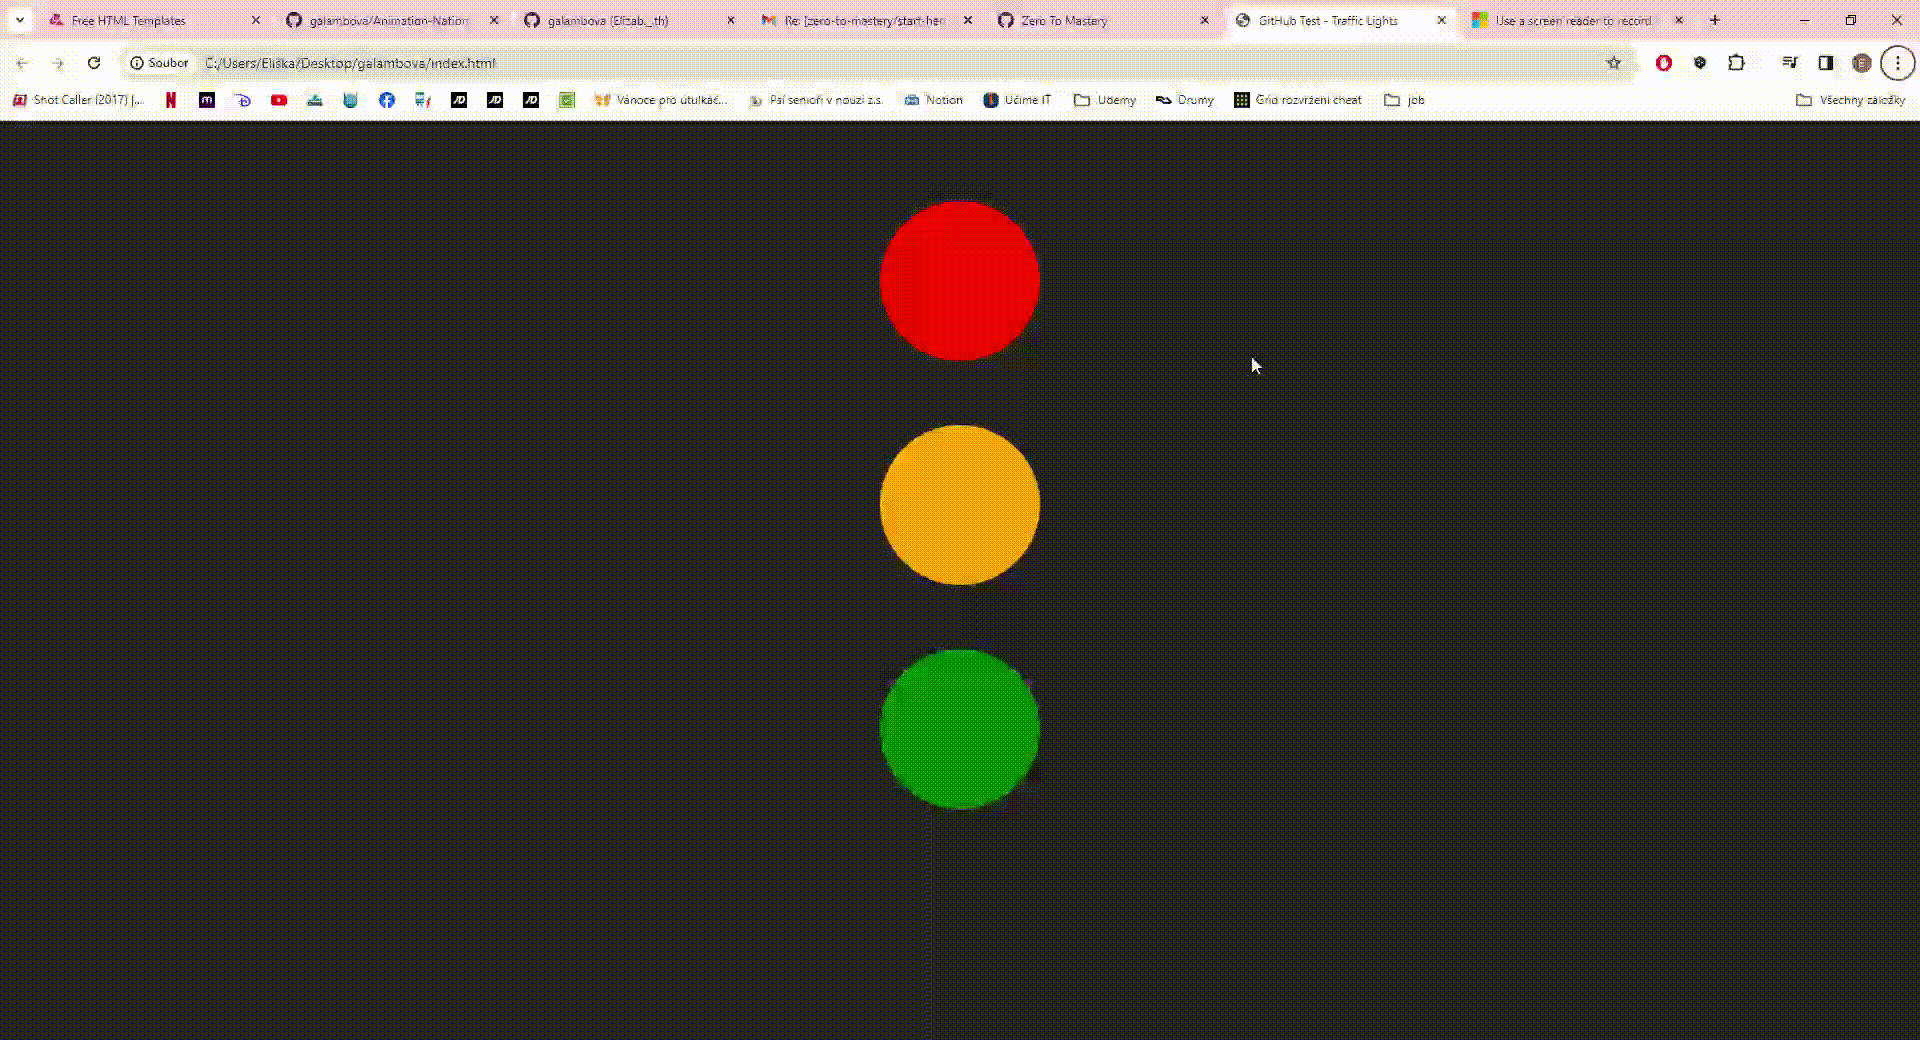 Free HTML Templates
galambova/Animation-Nation
galambova (Elizab._.th)
Re: [zero-to-mastery/start-her
Zero To Mastery
GitHub Test - Traffic Lights
Use a screen reader to record
Soubor
C:/Users/Eliška/Desktop/galambova/index.html
Shot Caller (2017) |...
Vánoce pro útulkáč...
Psí senioři v nouzi z.s.
Notion
Učíme IT
Udemy
Drumy
Grid rozvržení cheat
job
Všechny záložky